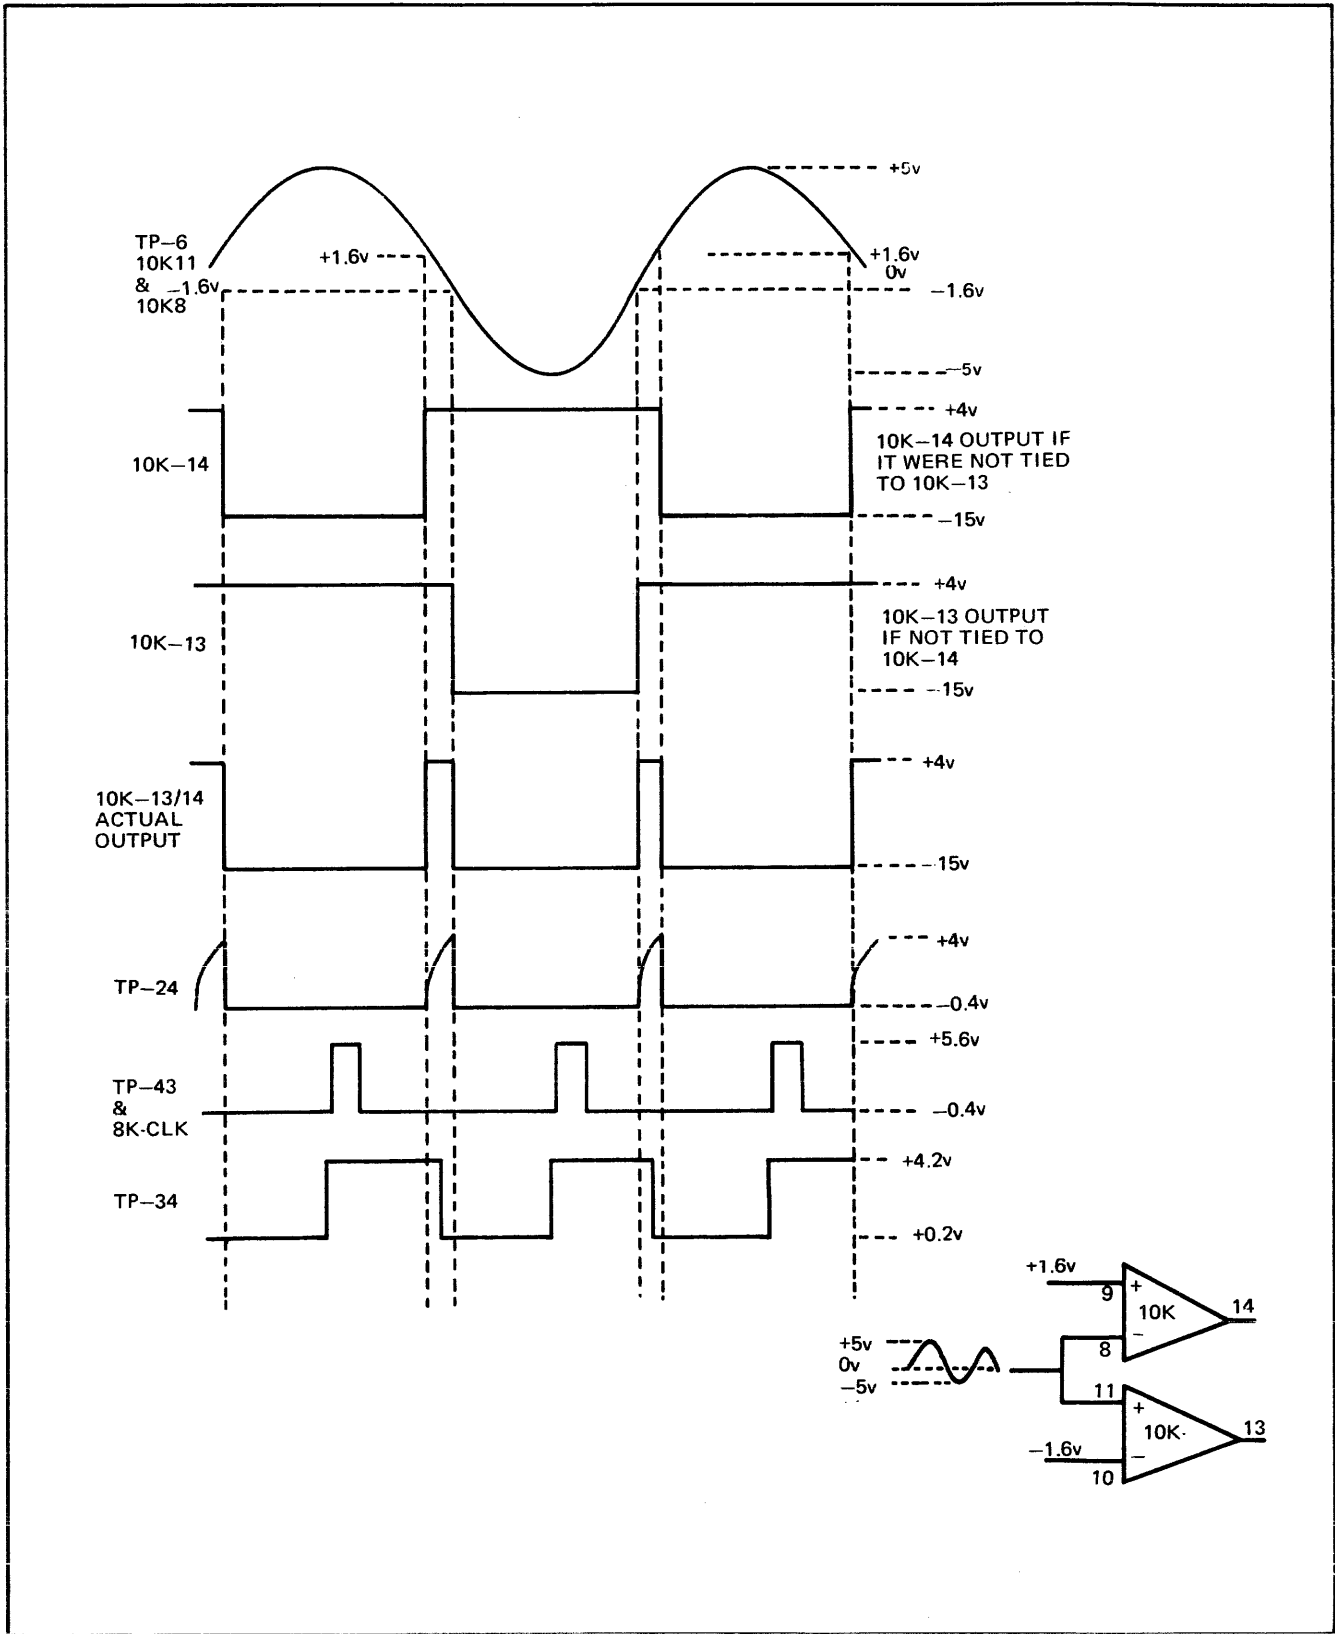 +5v
TP-6
10K11
& -1.6v
10K8
+1.6v
+1.6v
0v
-1.6v
-5v
+4v
10K-14
10K-14 OUTPUT IF
IT WERE NOT TIED
TO 10K-13
-15v
+4v
10K-13
10K-13 OUTPUT
IF NOT TIED TO
10K-14
-15v
+4v
10K-13/14
ACTUAL
OUTPUT
-15v
+4v
TP-24
-0.4v
+5.6v
TP-43
&
8K-CLK
-0.4v
+4.2v
TP-34
+0.2v
+1.6v
9
+
10K
14
-
8
+5v
0v
-5v
11
+
10K
13
-1.6v
-
10